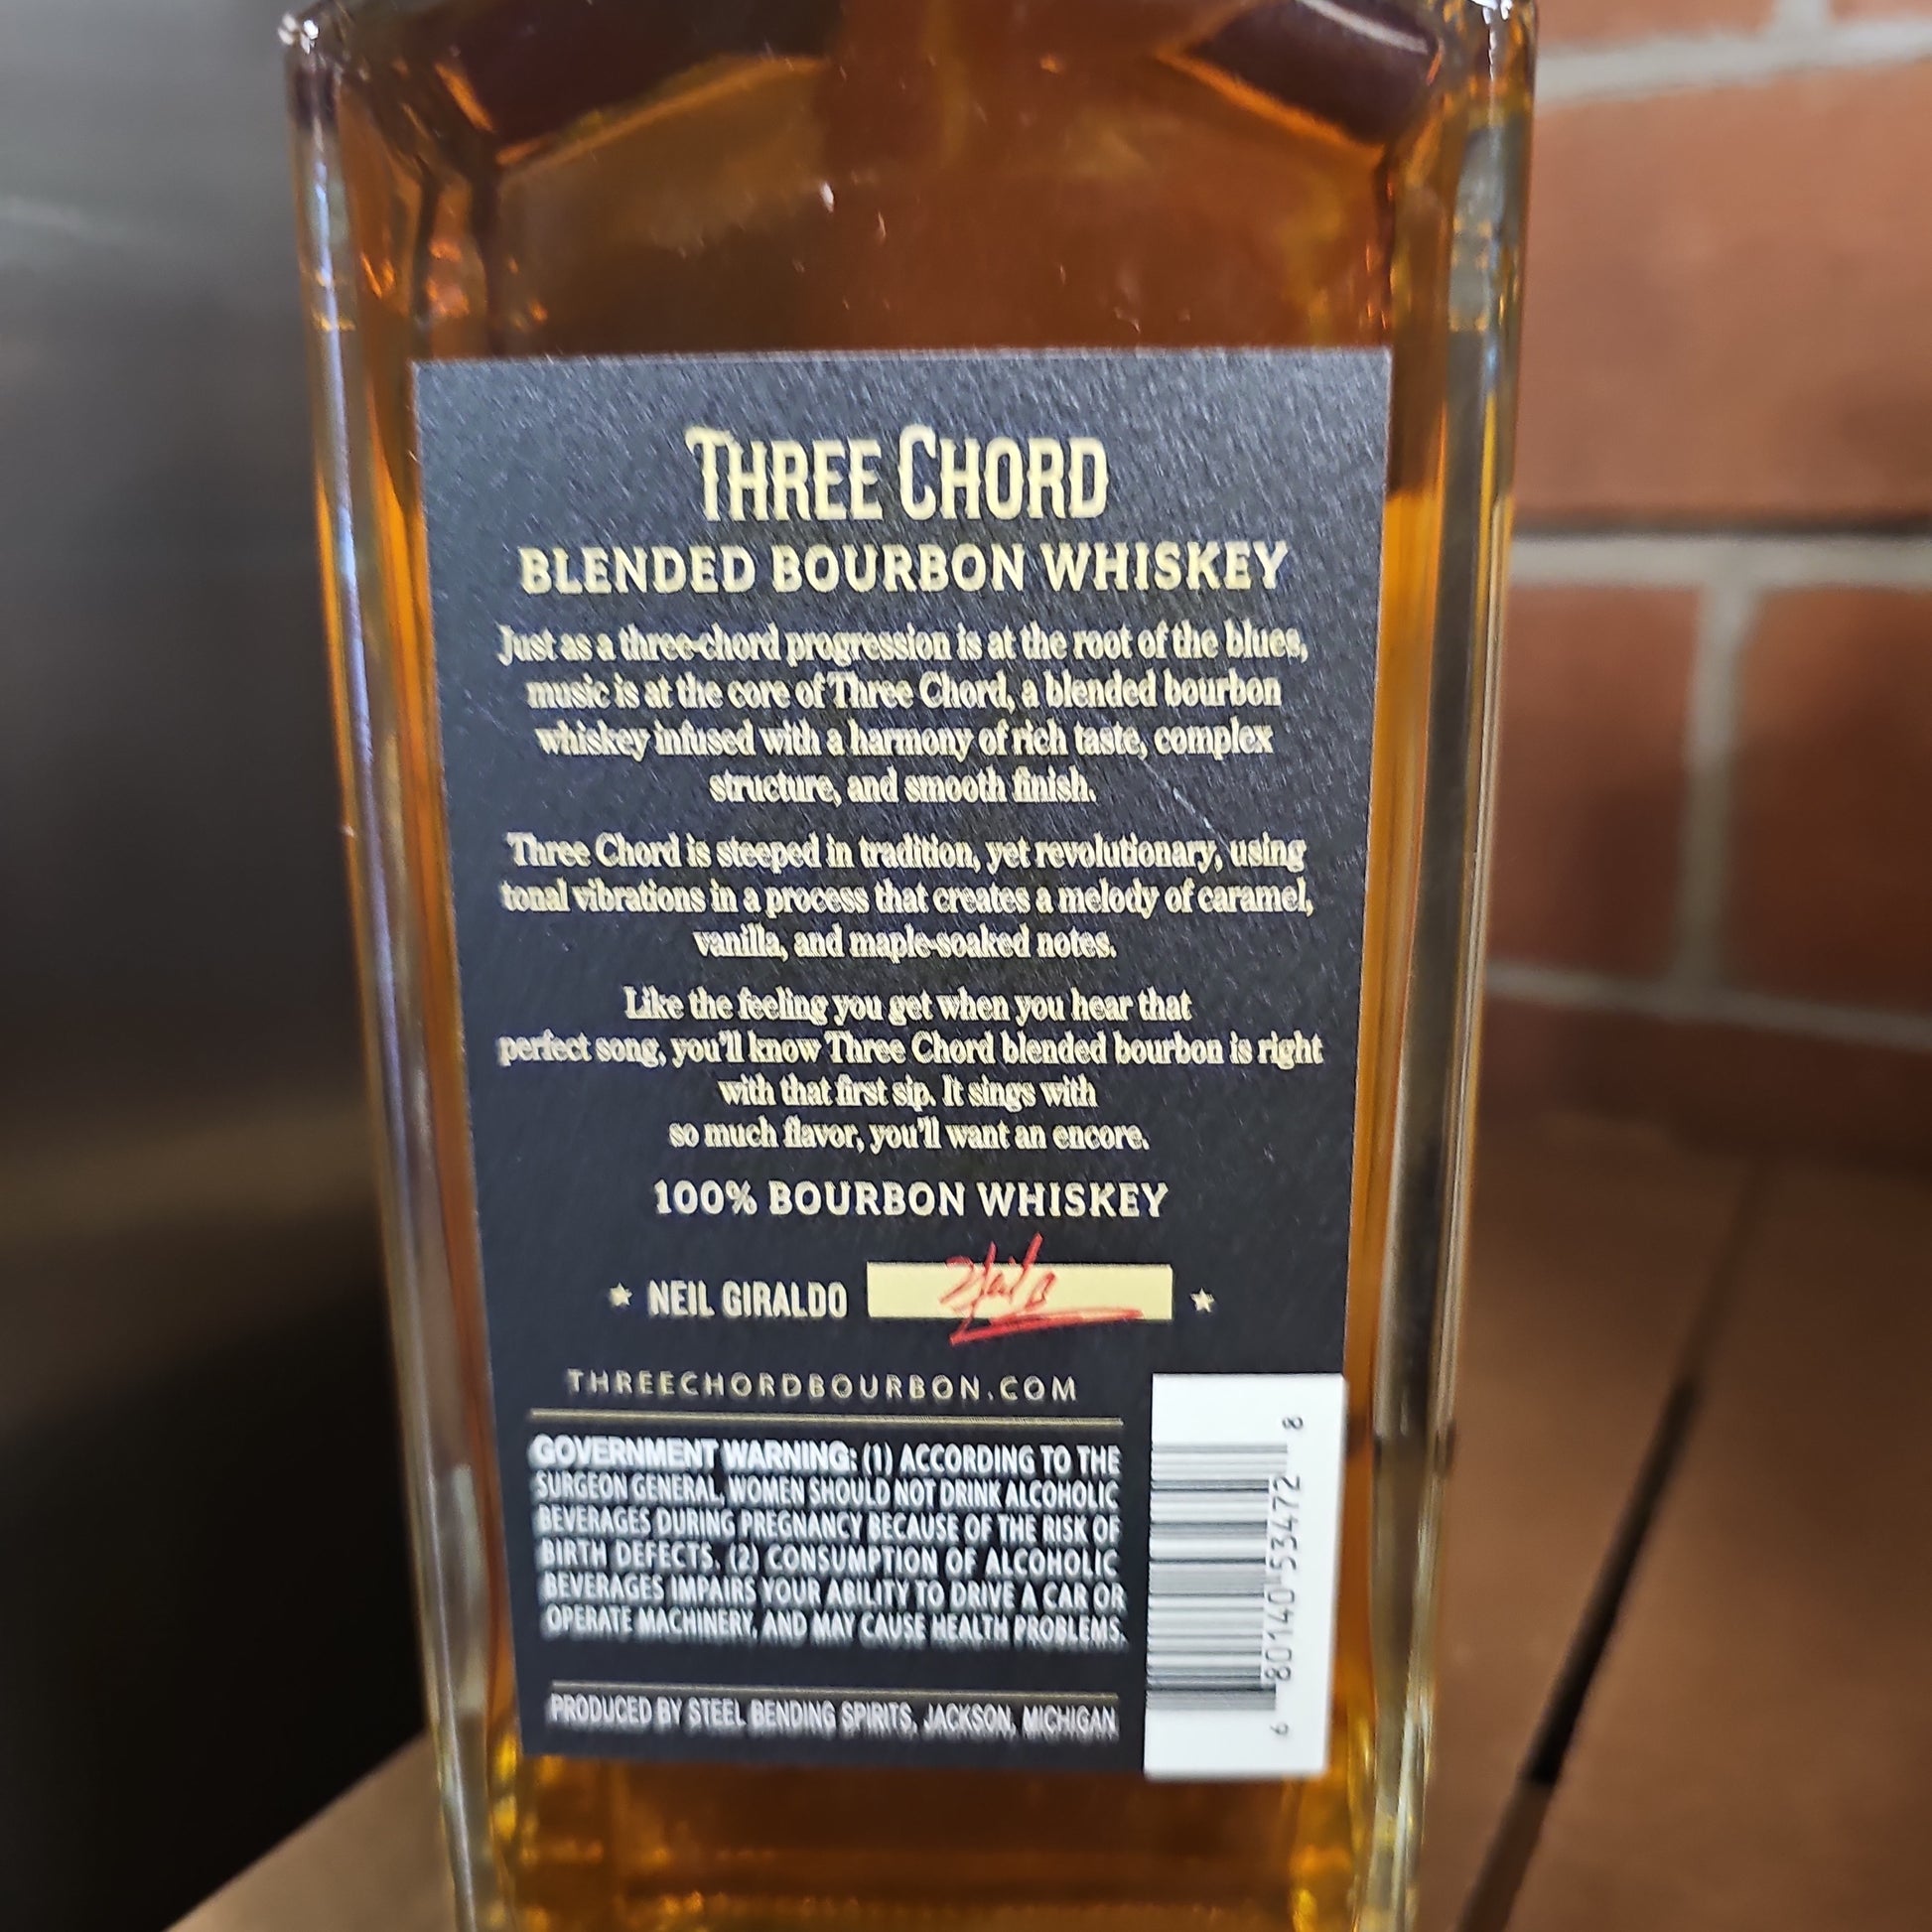 THREE CHORD
BLENDED BOURBON WHISKEY
Just as a three-chord progression is at the root of the blues,
music is at the core of Three Chord, a blended bourbon
whiskey infused with a harmony of rich taste, complex
structure, and smooth finish.
Three Chord is steeped in tradition, yet revolutionary, using
tonal vibrations in a process that creates a melody of caramel,
vanilla, and maple-soaked notes.
Like the feeling you get when you hear that
perfect song, you'll know Three Chord blended bourbon is right
with that first sip. It sings with
so much flavor, you'll want an encore.
100% BOURBON WHISKEY
★ NEIL GIRALDO ★
THREECHORDBOURBON.COM
GOVERNMENT WARNING: (1) ACCORDING TO THE
SURGEON GENERAL, WOMEN SHOULD NOT DRINK ALCOHOLIC
BEVERAGES DURING PREGNANCY BECAUSE OF THE RISK OF
BIRTH DEFECTS. (2) CONSUMPTION OF ALCOHOLIC
BEVERAGES IMPAIRS YOUR ABILITY TO DRIVE A CAR OR
OPERATE MACHINERY, AND MAY CAUSE HEALTH PROBLEMS.
PRODUCED BY STEEL BENDING SPIRITS, JACKSON, MICHIGAN
6 80140 53472 8